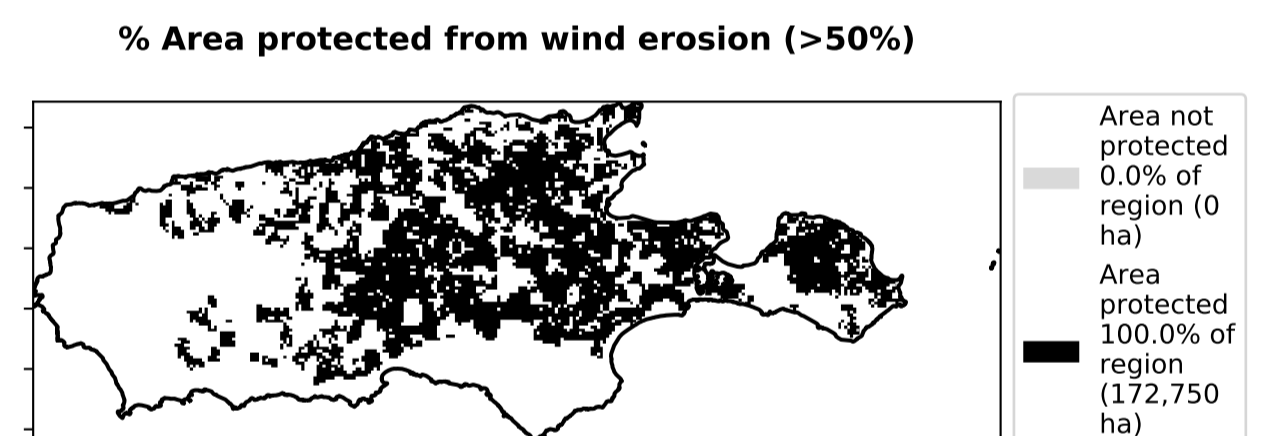 % Area protected from wind erosion (>50%)
Area not
protected
0.0% of
region (0
ha)
Area
protected
100.0% of
region
(172,750
ha)